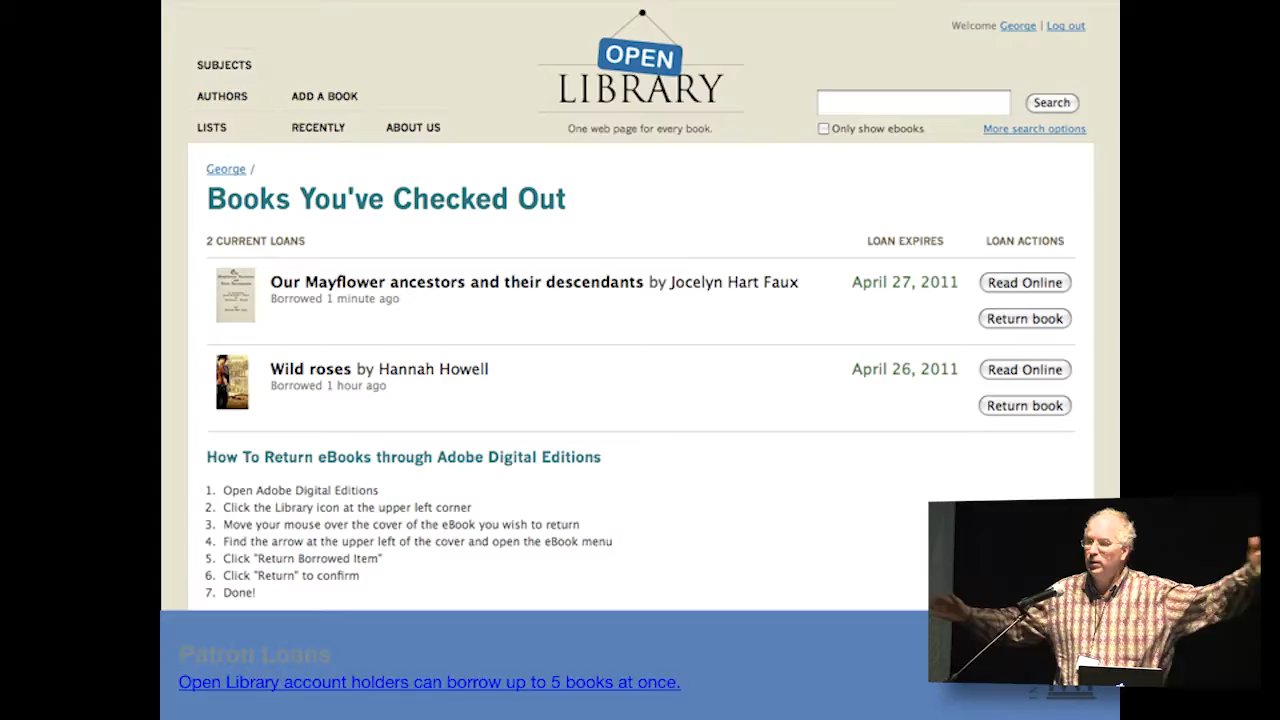 Welcome George | Log out
OPEN
LIBRARY
One web page for every book.
SUBJECTS
AUTHORS ADD A BOOK
LISTS RECENTLY ABOUT US
Search
Only show ebooks More search options
George /
Books You've Checked Out
2 CURRENT LOANS LOAN EXPIRES LOAN ACTIONS
Our Mayflower ancestors and their descendants by Jocelyn Hart Faux April 27, 2011 Read Online
Borrowed 1 minute ago
Return book
Wild roses by Hannah Howell April 26, 2011 Read Online
Borrowed 1 hour ago
Return book
How To Return eBooks through Adobe Digital Editions
1. Open Adobe Digital Editions
2. Click the Library icon at the upper left corner
3. Move your mouse over the cover of the eBook you wish to return
4. Find the arrow at the upper left of the cover and open the eBook menu
5. Click "Return Borrowed Item"
6. Click "Return" to confirm
7. Done!
Patron Loans
Open Library account holders can borrow up to 5 books at once.